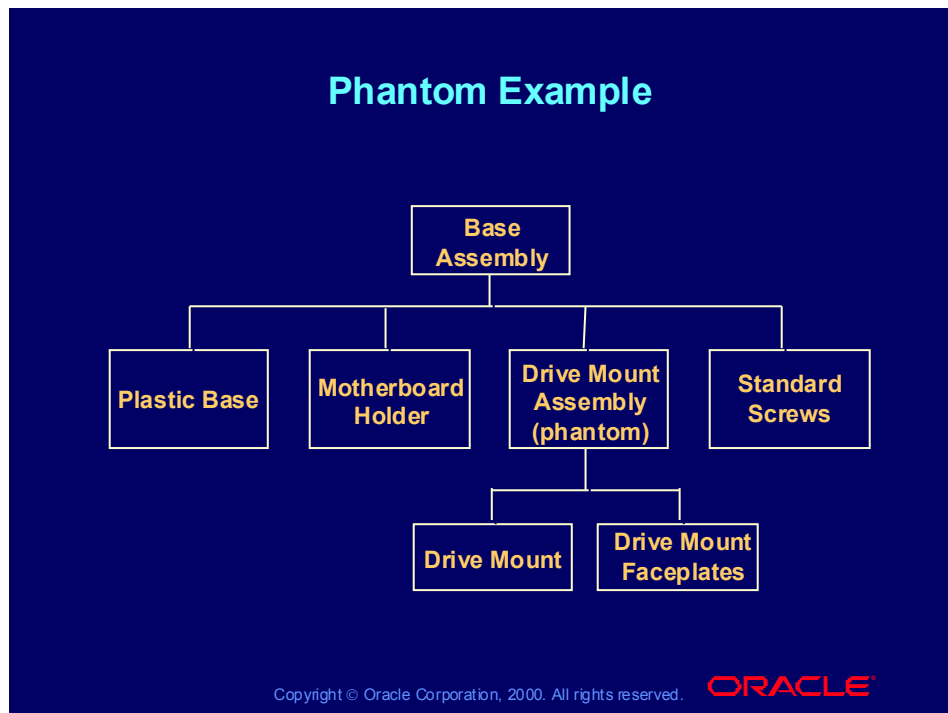 Phantom Example
Base
Assembly
Plastic Base
Motherboard
Holder
Drive Mount
Assembly
(phantom)
Standard
Screws
Drive Mount
Drive Mount
Faceplates
Copyright © Oracle Corporation, 2000. All rights reserved.
ORACLE®